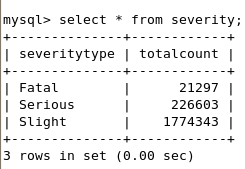 mysql> select * from severity;
+--------------+------------+
| severitytype | totalcount |
+--------------+------------+
| Fatal        |      21297 |
| Serious      |     226603 |
| Slight       |    1774343 |
+--------------+------------+
3 rows in set (0.00 sec)